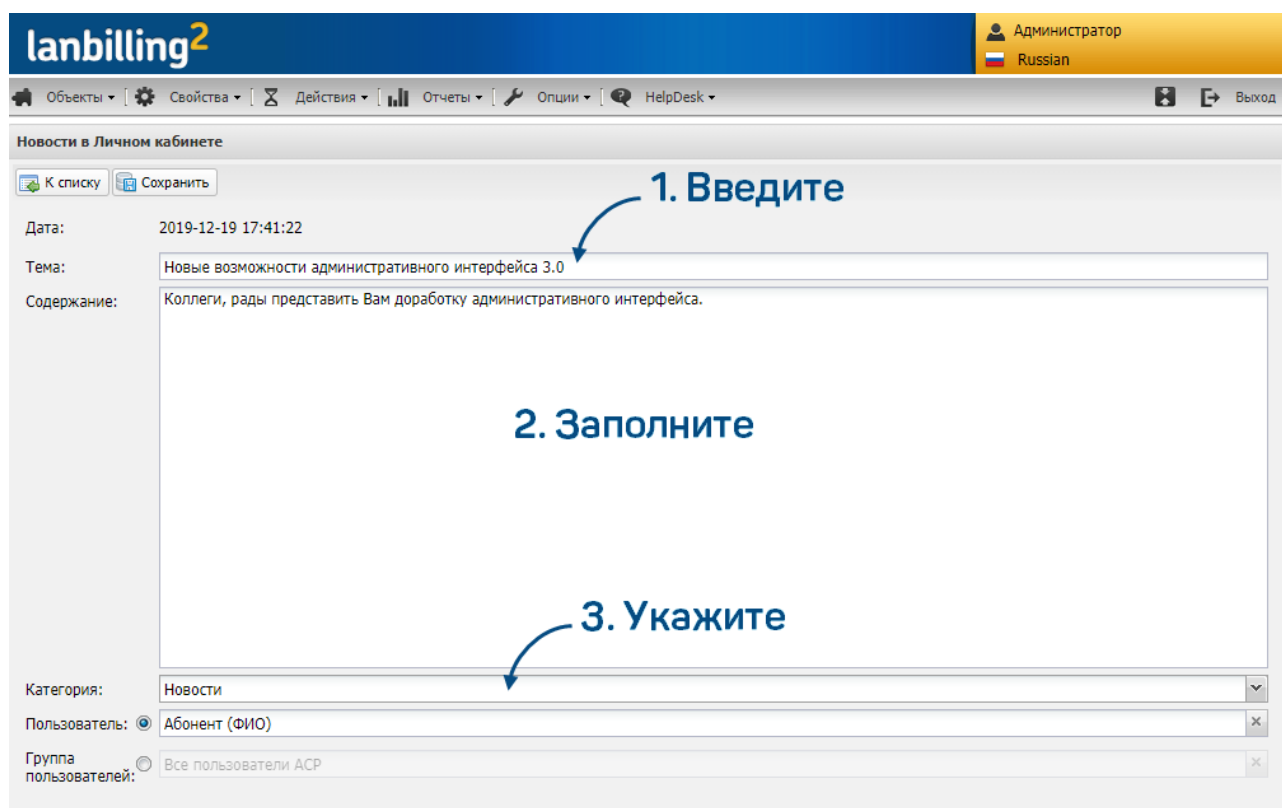 lanbilling2
Администратор
Russian
Объекты Свойства Действия Отчеты Опции HelpDesk Выход
Новости в Личном кабинете
К списку Сохранить
1. Введите
Дата: 2019-12-19 17:41:22
Тема: Новые возможности административного интерфейса 3.0
Содержание: Коллеги, рады представить Вам доработку административного интерфейса.
2. Заполните
3. Укажите
Категория: Новости
Пользователь: Абонент (ФИО)
Группа
пользователей: Все пользователи АСР